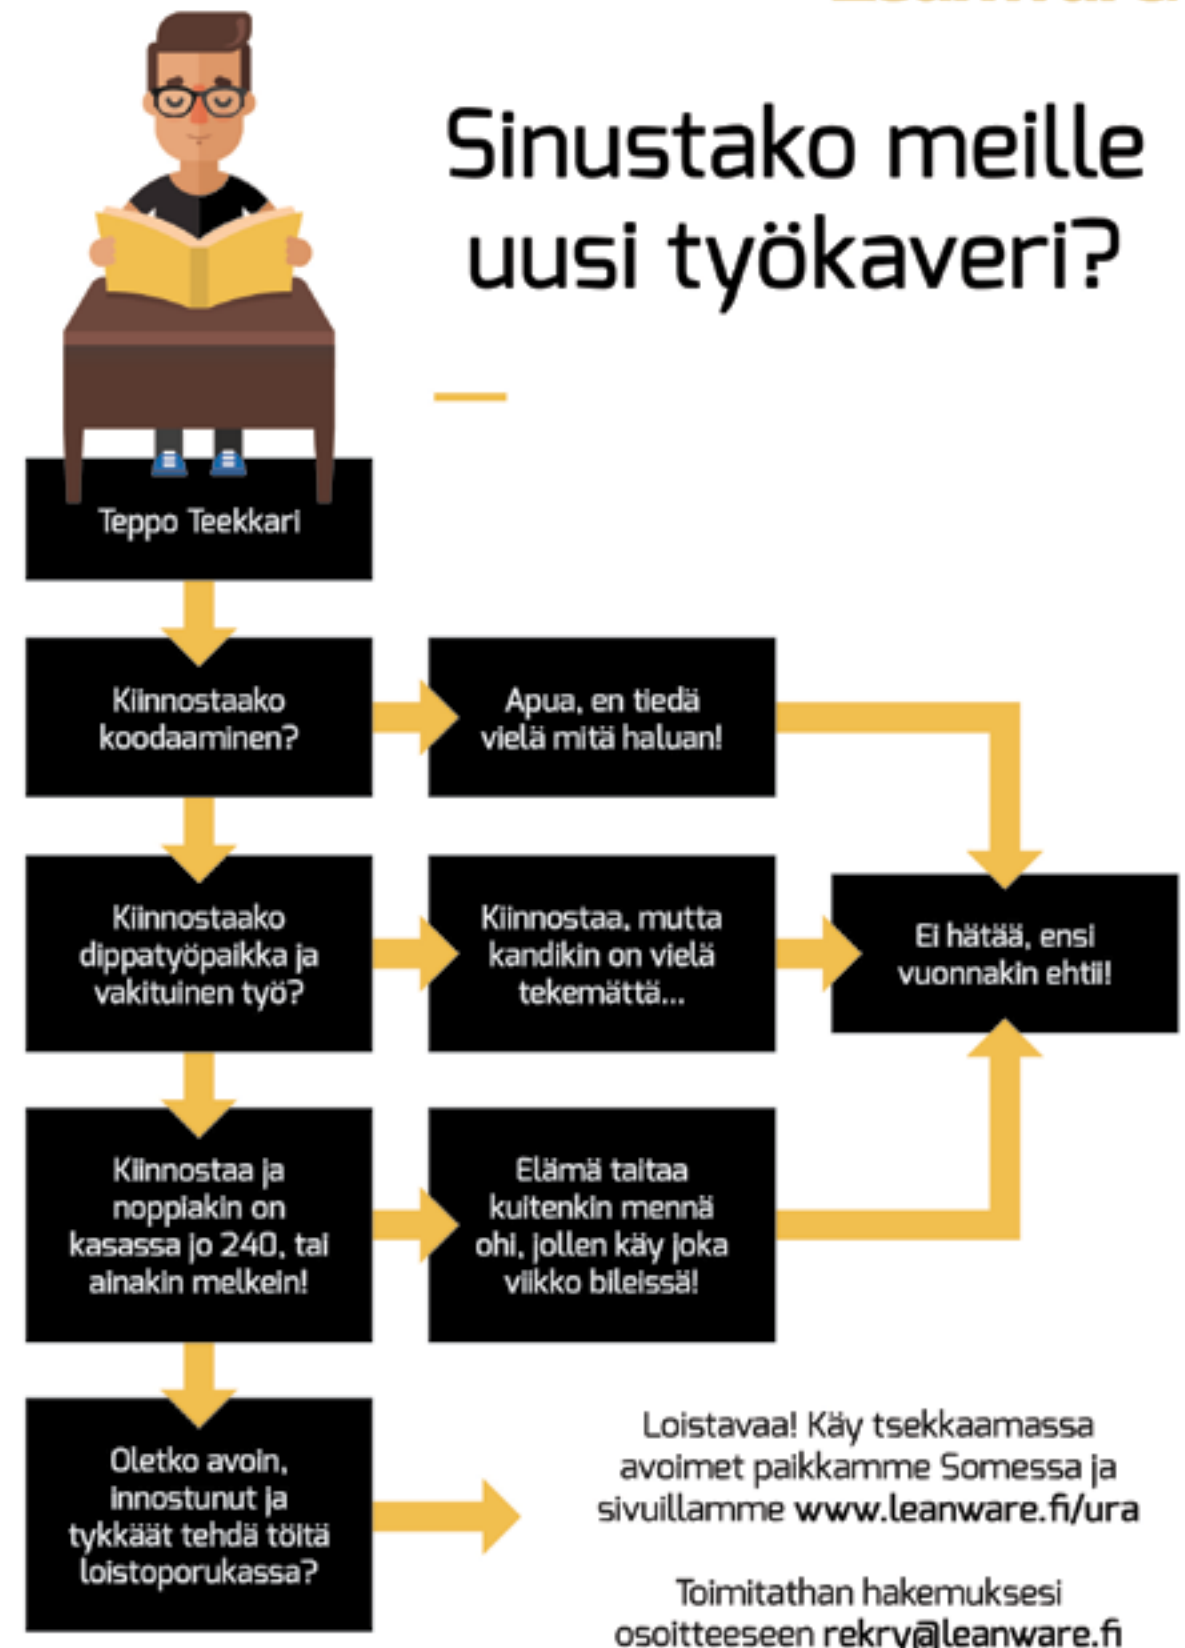 Sinustako meille
uusi työkaveri?
Teppo Teekkari
Kiinnostaako
koodaaminen?
Apua, en tiedä
vielä mitä haluan!
Kiinnostaako
dippatyöpaikka ja
vakituinen työ?
Kiinnostaa, mutta
kandikin on vielä
tekemättä...
Ei hätää, ensi
vuonnakin ehtii!
Kiinnostaa ja
noppiakin on
kasassa jo 240, tai
ainakin melkein!
Elämä taitaa
kuitenkin mennä
ohi, jollen käy joka
viikko bileissä!
Oletko avoin,
innostunut ja
tykkäät tehdä töitä
loistoporukassa?
Loistavaa! Käy tsekkaamassa
avoimet paikkamme Somessa ja
sivuillamme www.leanware.fi/ura
Toimitathan hakemuksesi
osoitteeseen rekry@leanware.fi